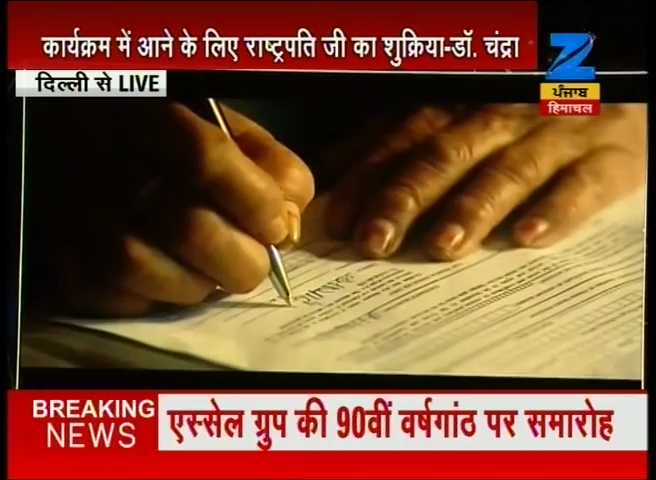 कार्यक्रम में आने के लिए राष्ट्रपति जी का शुक्रिया-डॉ. चंद्रा
दिल्ली से LIVE
Z
ਪੰਜਾਬ
हिमाचल
BREAKING
NEWS
एस्सेल ग्रुप की 90वीं वर्षगांठ पर समारोह